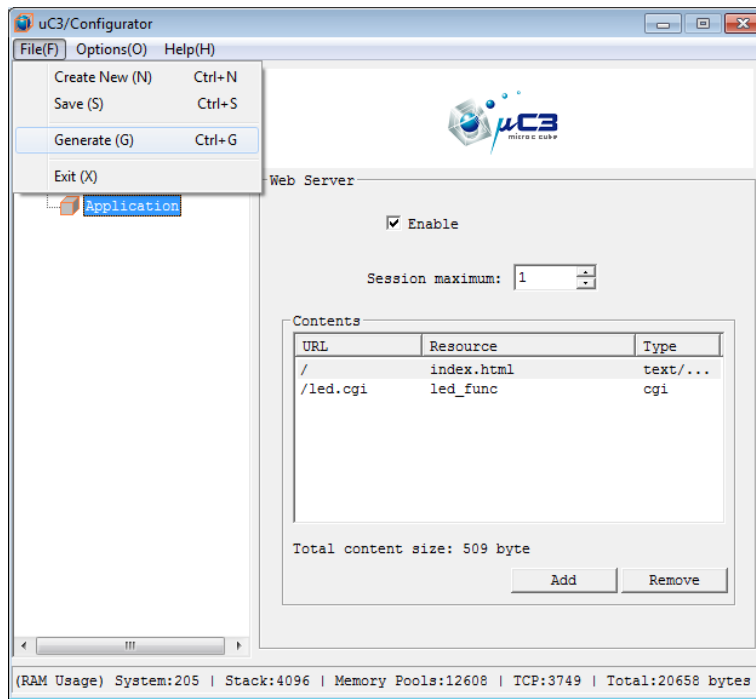 uC3/Configurator
File(F) Options(O) Help(H)
Create New (N) Ctrl+N
Save (S) Ctrl+S
Generate (G) Ctrl+G
Exit (X)
µC3
micro c cube
Application
Web Server
Enable
Session maximum: 1
Contents
URL Resource Type
/ index.html text/...
/led.cgi led_func cgi
Total content size: 509 byte
Add Remove
(RAM Usage) System:205 | Stack:4096 | Memory Pools:12608 | TCP:3749 | Total:20658 bytes